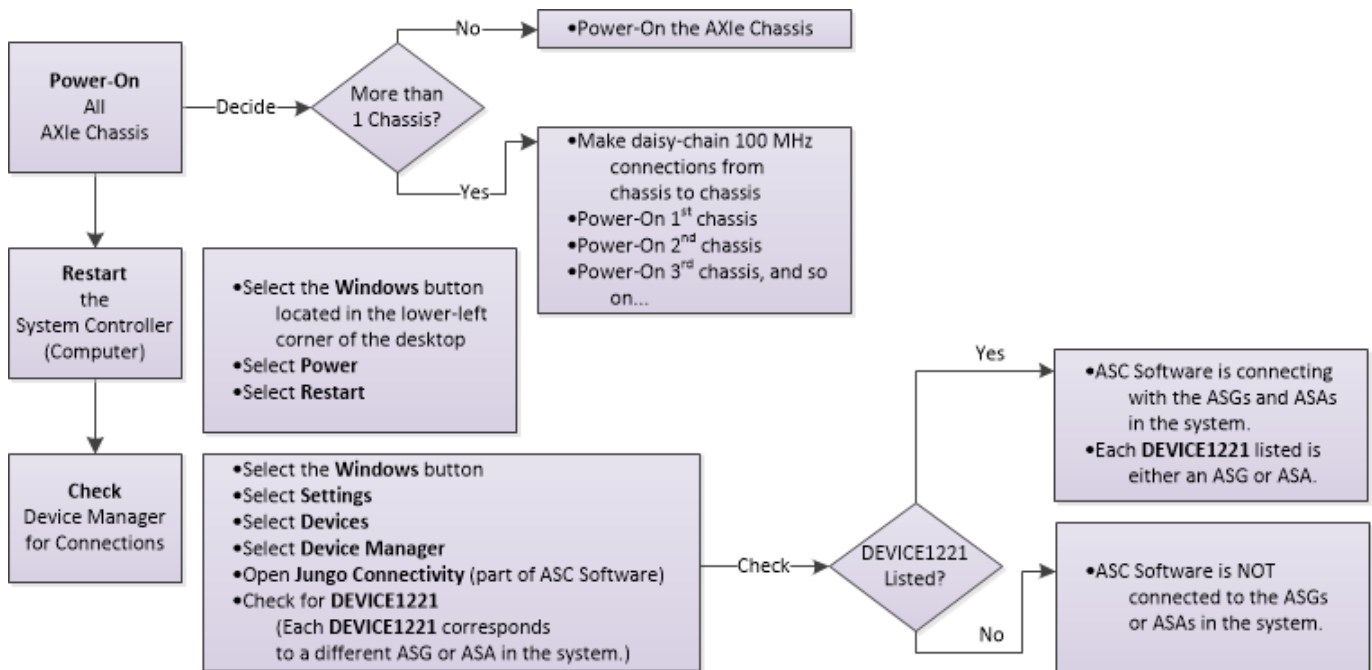 Power-On
All
AXIe Chassis
Decide
More than
1 Chassis?
No
•Power-On the AXIe Chassis
Yes
•Make daisy-chain 100 MHz
connections from
chassis to chassis
•Power-On 1st chassis
•Power-On 2nd chassis
•Power-On 3rd chassis, and so
on...
Restart
the
System Controller
(Computer)
•Select the Windows button
located in the lower-left
corner of the desktop
•Select Power
•Select Restart
Check
Device Manager
for Connections
•Select the Windows button
•Select Settings
•Select Devices
•Select Device Manager
•Open Jungo Connectivity (part of ASC Software)
•Check for DEVICE1221
(Each DEVICE1221 corresponds
to a different ASG or ASA in the system.)
Check
DEVICE1221
Listed?
Yes
•ASC Software is connecting
with the ASGs and ASAs
in the system.
•Each DEVICE1221 listed is
either an ASG or ASA.
No
•ASC Software is NOT
connected to the ASGs
or ASAs in the system.